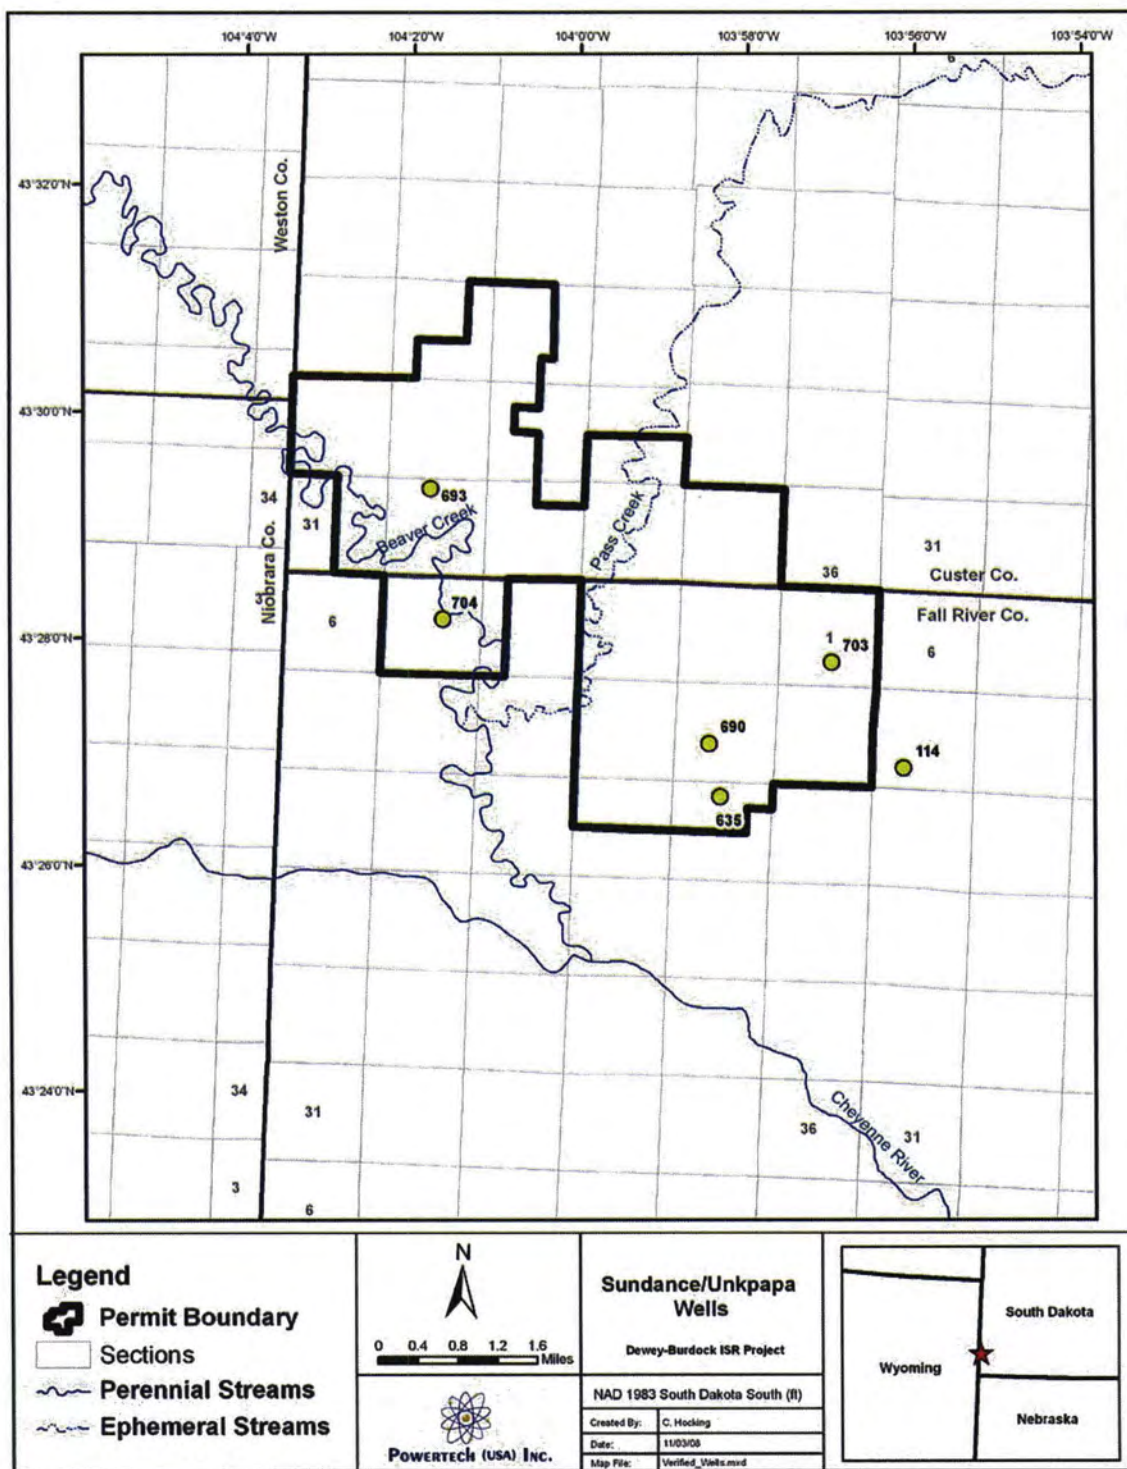 104°4'0"W 104°2'0"W 104°0'0"W 103°58'0"W 103°56'0"W 103°54'0"W
6
43°32'0"N
Weston Co.
43°30'0"N
34
693
31
Beaver Creek
Pass Creek
31
36
Custer Co.
Niobrara Co.
3
704
Fall River Co.
6
1
703
6
43°28'0"N
690
114
635
43°26'0"N
43°24'0"N
34
31
Cheyenne River
36
31
3
6
Legend
Permit Boundary
Sections
Perennial Streams
Ephemeral Streams
N
0 0.4 0.8 1.2 1.6
Miles
POWERTECH (USA) INC.
Sundance/Unkpapa
Wells
Dewey-Burdock ISR Project
NAD 1983 South Dakota South (ft)
Created By: C. Hocking
Date: 11/03/08
Map File: Verified_Wells.mxd
South Dakota
Wyoming
Nebraska